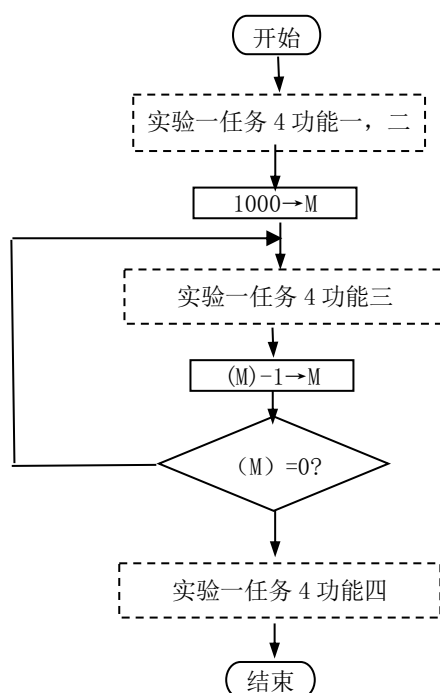 开始
实验一任务 4 功能一，二
1000→M
实验一任务 4 功能三
(M)-1→M
（M）=0?
实验一任务 4 功能四
结束